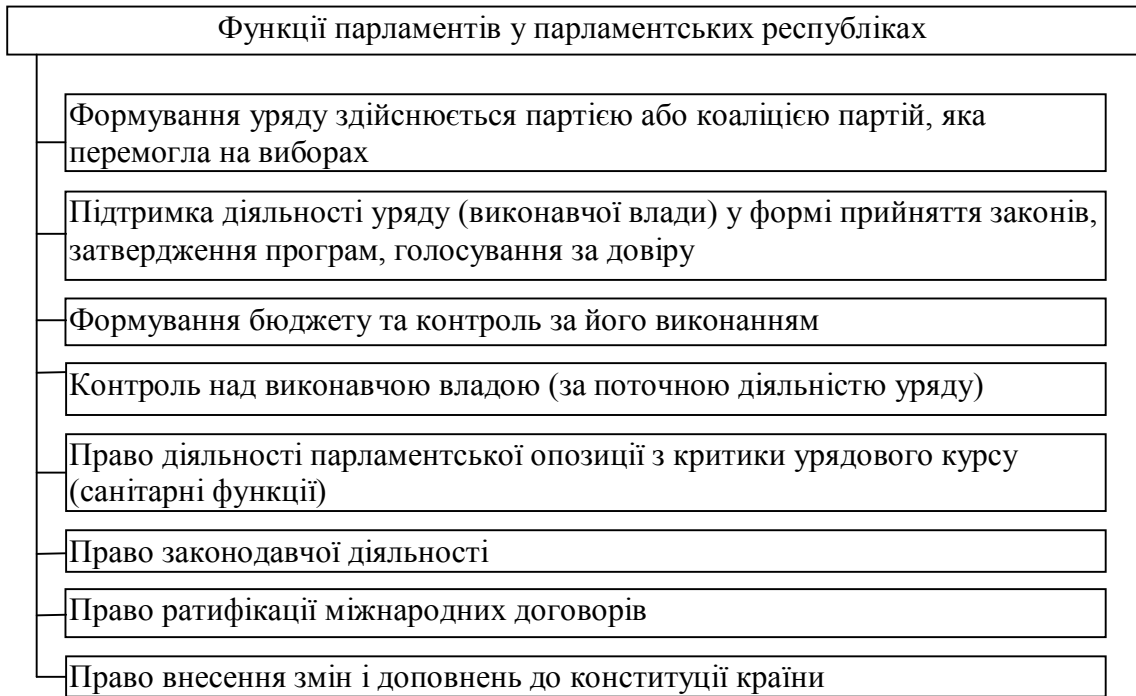 Функції парламентів у парламентських республіках
Формування уряду здійснюється партією або коаліцією партій, яка
перемогла на виборах
Підтримка діяльності уряду (виконавчої влади) у формі прийняття законів,
затвердження програм, голосування за довіру
Формування бюджету та контроль за його виконанням
Контроль над виконавчою владою (за поточною діяльністю уряду)
Право діяльності парламентської опозиції з критики урядового курсу
(санітарні функції)
Право законодавчої діяльності
Право ратифікації міжнародних договорів
Право внесення змін і доповнень до конституції країни